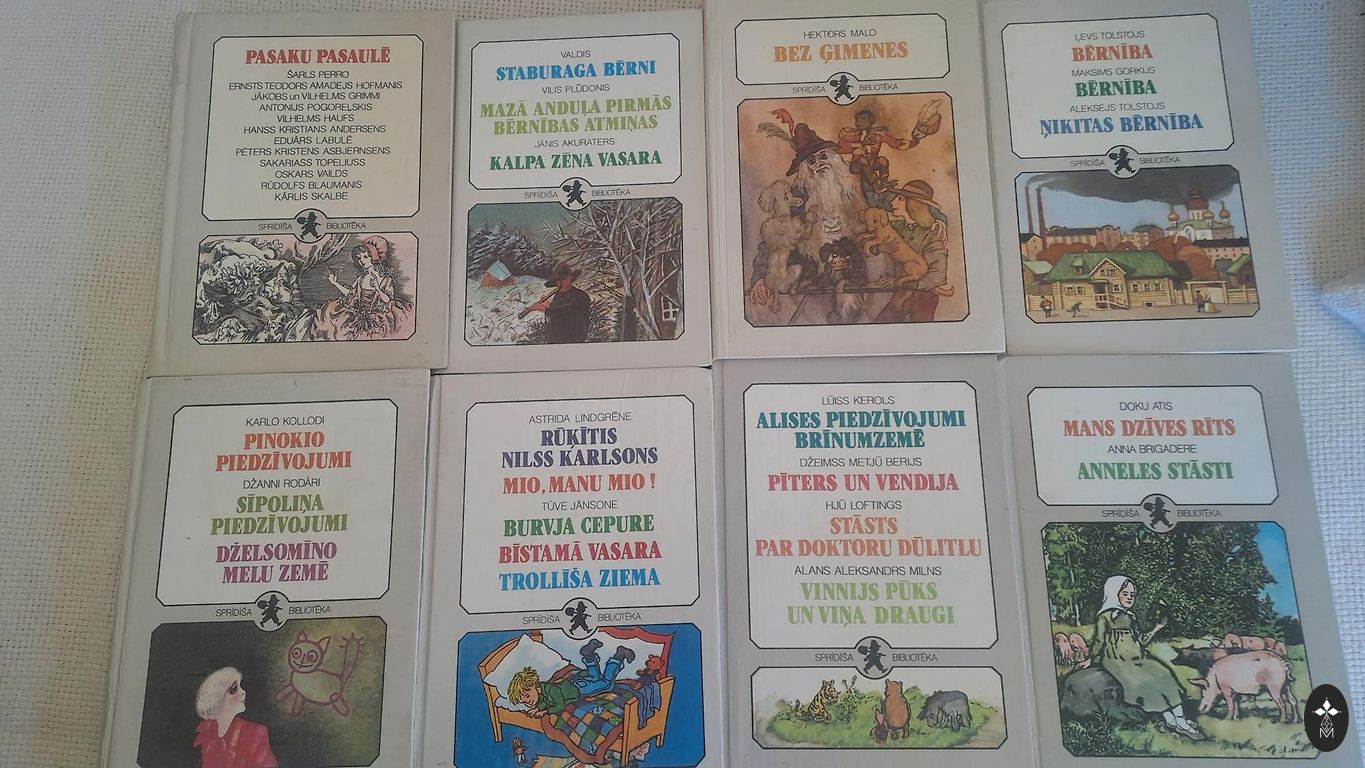 PASAKU PASAULĒ
ŠARLS PERRO
ERNSTS TEODORS AMADEJS HOFMANIS
JĀKOBS un VILHELMS GRIMMI
ANTONIJS POGOREĻSKIS
VILHELMS HAUFS
HANSS KRISTIANS ANDERSENS
EDUĀRS LABULĒ
PĒTERS KRISTENS ASBJERNSENS
SAKARIASS TOPELIUSS
OSKARS VAILDS
RŪDOLFS BLAUMANIS
KĀRLIS SKALBE
SPRĪDĪŠA BIBLIOTĒKA
VALDIS
STABURAGA BĒRNI
VILIS PLŪDONIS
MAZĀ ANDUĻA PIRMĀS
BĒRNĪBAS ATMIŅAS
JĀNIS AKURATERS
KALPA ZĒNA VASARA
SPRĪDĪŠA BIBLIOTĒKA
HEKTORS MALO
BEZ ĢIMENES
SPRĪDĪŠA BIBLIOTĒKA
ĻEVS TOLSTOJS
BĒRNĪBA
MAKSIMS GORKIJS
BĒRNĪBA
ALEKSEJS TOLSTOJS
ŅIKITAS BĒRNĪBA
SPRĪDĪŠA BIBLIOTĒKA
KARLO KOLLODI
PINOKIO
PIEDZĪVOJUMI
DŽANNI RODĀRI
SĪPOLIŅA
PIEDZĪVOJUMI
DŽELSOMĪNO
MELU ZEMĒ
SPRĪDĪŠA BIBLIOTĒKA
ASTRIDA LINDGRĒNE
RŪĶĪTIS
NILSS KARLSONS
MIO, MANU MIO !
TŪVE JĀNSONE
BURVJA CEPURE
BĪSTAMĀ VASARA
TROLLĪŠA ZIEMA
SPRĪDĪŠA BIBLIOTĒKA
LŪISS KEROLS
ALISES PIEDZĪVOJUMI
BRĪNUMZEMĒ
DŽEIMSS METJŪ BERIJS
PĪTERS UN VENDIJA
HJŪ LOFTINGS
STĀSTS
PAR DOKTORU DŪLITLU
ALANS ALEKSANDRS MILNS
VINNIJS PŪKS
UN VIŅA DRAUGI
SPRĪDĪŠA BIBLIOTĒKA
DOKU ATIS
MANS DZĪVES RĪTS
ANNA BRIGADERE
ANNELES STĀSTI
SPRĪDĪŠA BIBLIOTĒKA
M